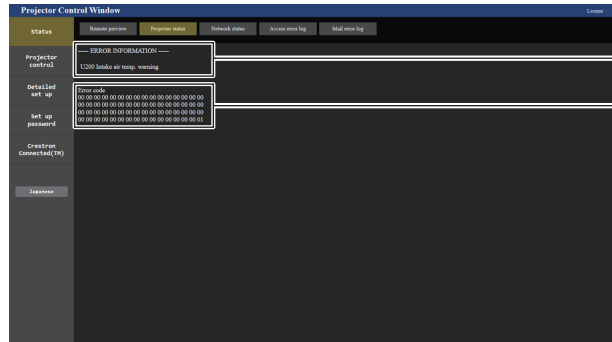 Projector Control Window
License
Status
Remote preview
Projector status
Network status
Access error log
Mail error log
Projector
control
Detailed
set up
Set up
password
Crestron
Connected(TM)
Japanese
----- ERROR INFORMATION -----
U200 Intake air temp. warning
Error code
00 00 00 00 00 00 00 00 00 00 00 00 00 00 00 00
00 00 00 00 00 00 00 00 00 00 00 00 00 00 00 00
00 00 00 00 00 00 00 00 00 00 00 00 00 00 00 00
00 00 00 00 00 00 00 00 00 00 00 00 00 00 00 01